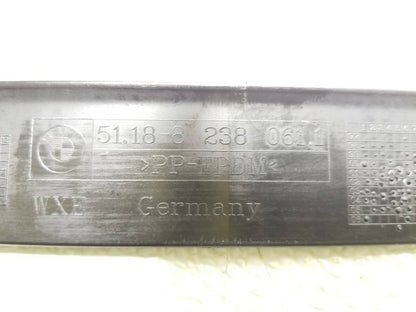 51.18-8 238 061.1
>PP-EPDM<
WXE Germany